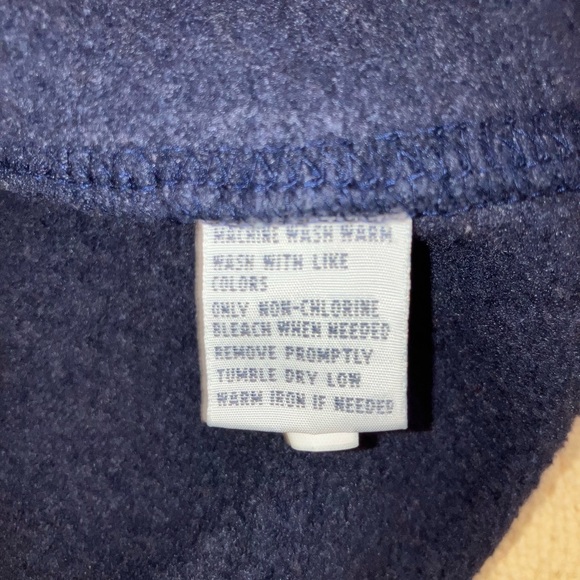 MACHINE WASH WARM
WASH WITH LIKE
COLORS
ONLY NON-CHLORINE
BLEACH WHEN NEEDED
REMOVE PROMPTLY
TUMBLE DRY LOW
WARM IRON IF NEEDED